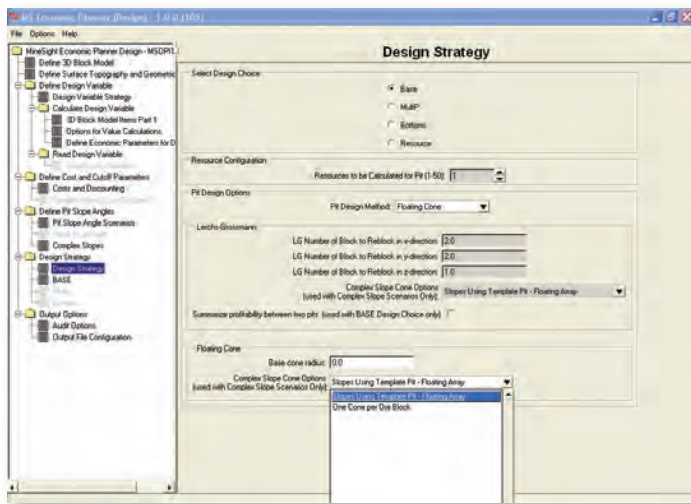 MS Economic Planner (Design) - 1.0-0 (105)
File Options Help
MineSight Economic Planner Design - MSOPIT
Define 3D Block Model
Define Surface Topography and Geometric
Define Design Variable
Design Variable Strategy
Calculate Design Variable
3D Block Model Items Part 1
Options for Value Calculations
Define Economic Parameters for D
Read Design Variable
Define Cost and Cutoff Parameters
Costs and Discounting
Define Pit Slope Angles
Pit Slope Angle Scenarios
Complex Slopes
Design Strategy
Design Strategy
BASE
Output Options
Audit Options
Output File Configuration
Design Strategy
Select Design Choice
Base
MultiP
Bottoms
Resource
Resource Configuration
Resources to be Calculated for Pit (1-50): 1
Pit Design Options
Pit Design Method: Floating Cone
Lerchs-Grossmann
LG Number of Block to Reblock in x-direction: 2.0
LG Number of Block to Reblock in y-direction: 2.0
LG Number of Block to Reblock in z-direction: 1.0
Complex Slope Cone Options
(used with Complex Slope Scenarios Only): Slopes Using Template Pit - Floating Array
Summarize profitability between two pits (used with BASE Design Choice only)
Floating Cone
Base cone radius: 0.0
Complex Slope Cone Options
(used with Complex Slope Scenarios Only): Slopes Using Template Pit - Floating Array
Slopes Using Template Pit - Floating Array
One Cone per Ore Block